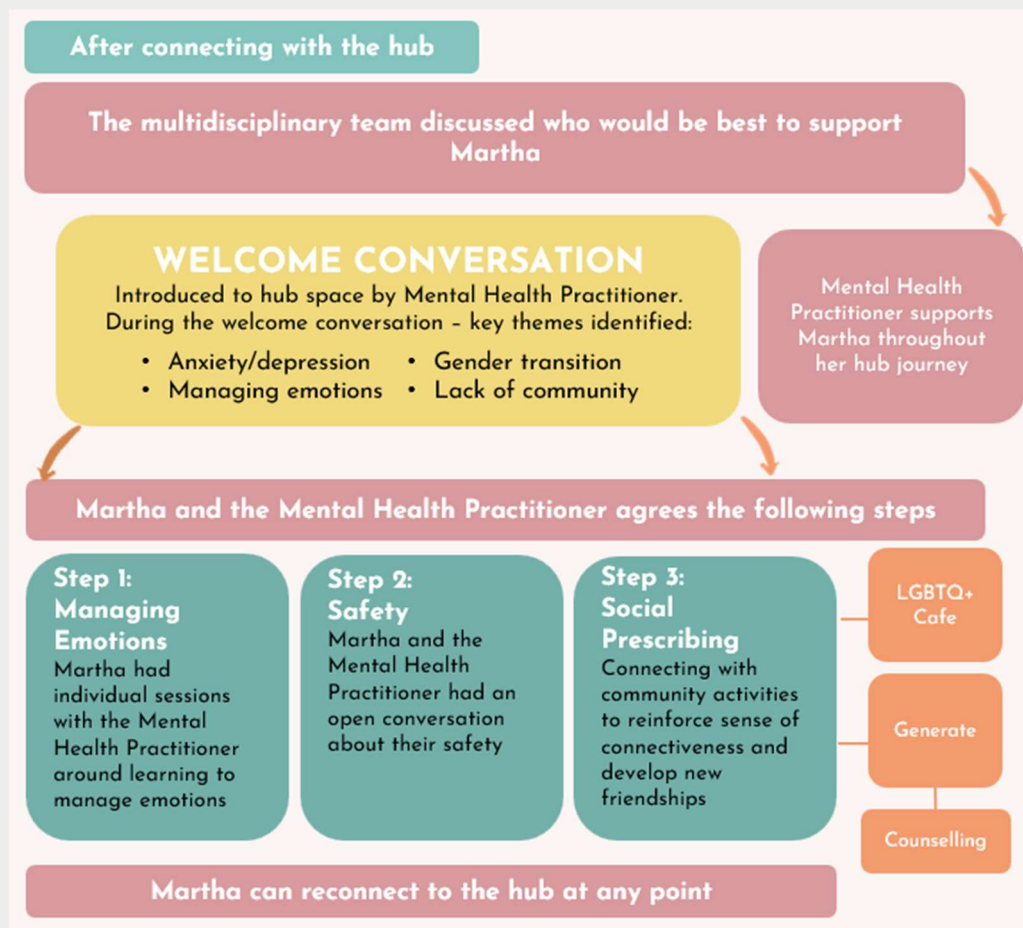 After connecting with the hub
The multidisciplinary team discussed who would be best to support
Martha
WELCOME CONVERSATION
Introduced to hub space by Mental Health Practitioner.
During the welcome conversation – key themes identified:
• Anxiety/depression
• Managing emotions
• Gender transition
• Lack of community
Mental Health
Practitioner supports
Martha throughout
her hub journey
Martha and the Mental Health Practitioner agrees the following steps
Step 1:
Managing
Emotions
Martha had
individual sessions
with the Mental
Health Practitioner
around learning to
manage emotions
Step 2:
Safety
Martha and the
Mental Health
Practitioner had an
open conversation
about their safety
Step 3:
Social
Prescribing
Connecting with
community activities
to reinforce sense of
connectiveness and
develop new
friendships
LGBTQ+
Cafe
Generate
Counselling
Martha can reconnect to the hub at any point